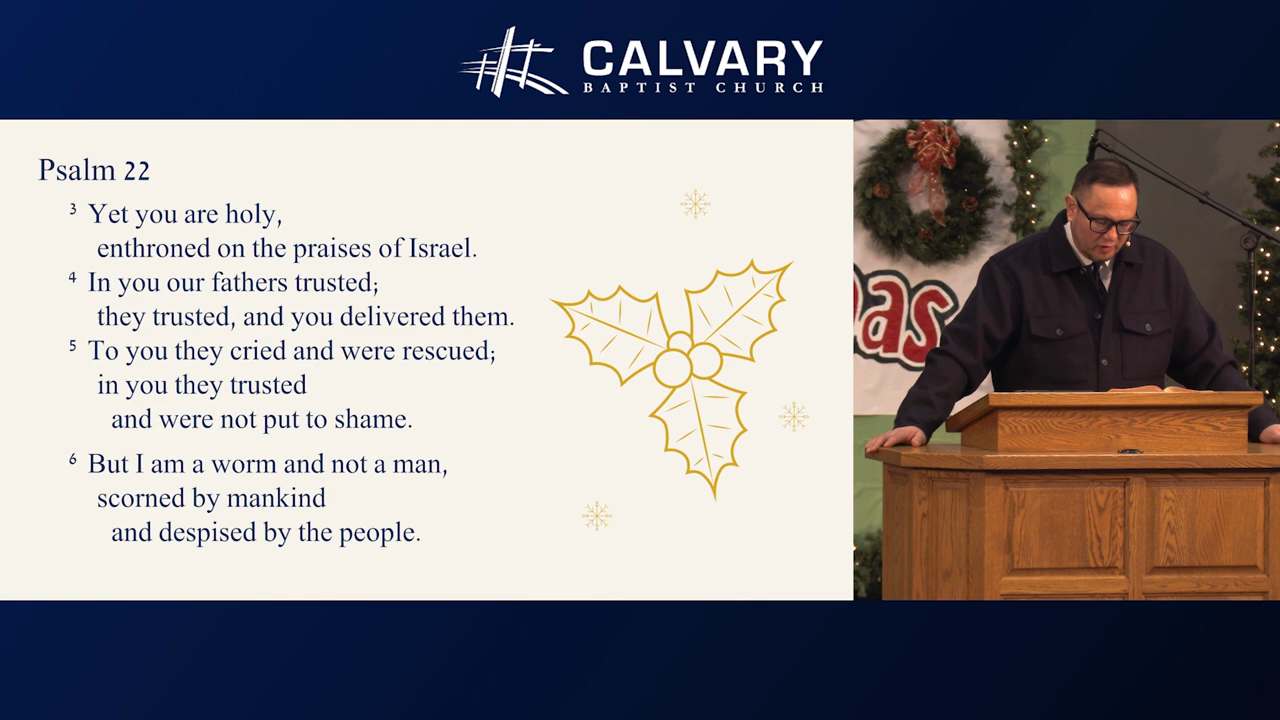 CALVARY
BAPTIST CHURCH
Psalm 22
3 Yet you are holy,
enthroned on the praises of Israel.
4 In you our fathers trusted;
they trusted, and you delivered them.
5 To you they cried and were rescued;
in you they trusted
and were not put to shame.
6 But I am a worm and not a man,
scorned by mankind
and despised by the people.
as